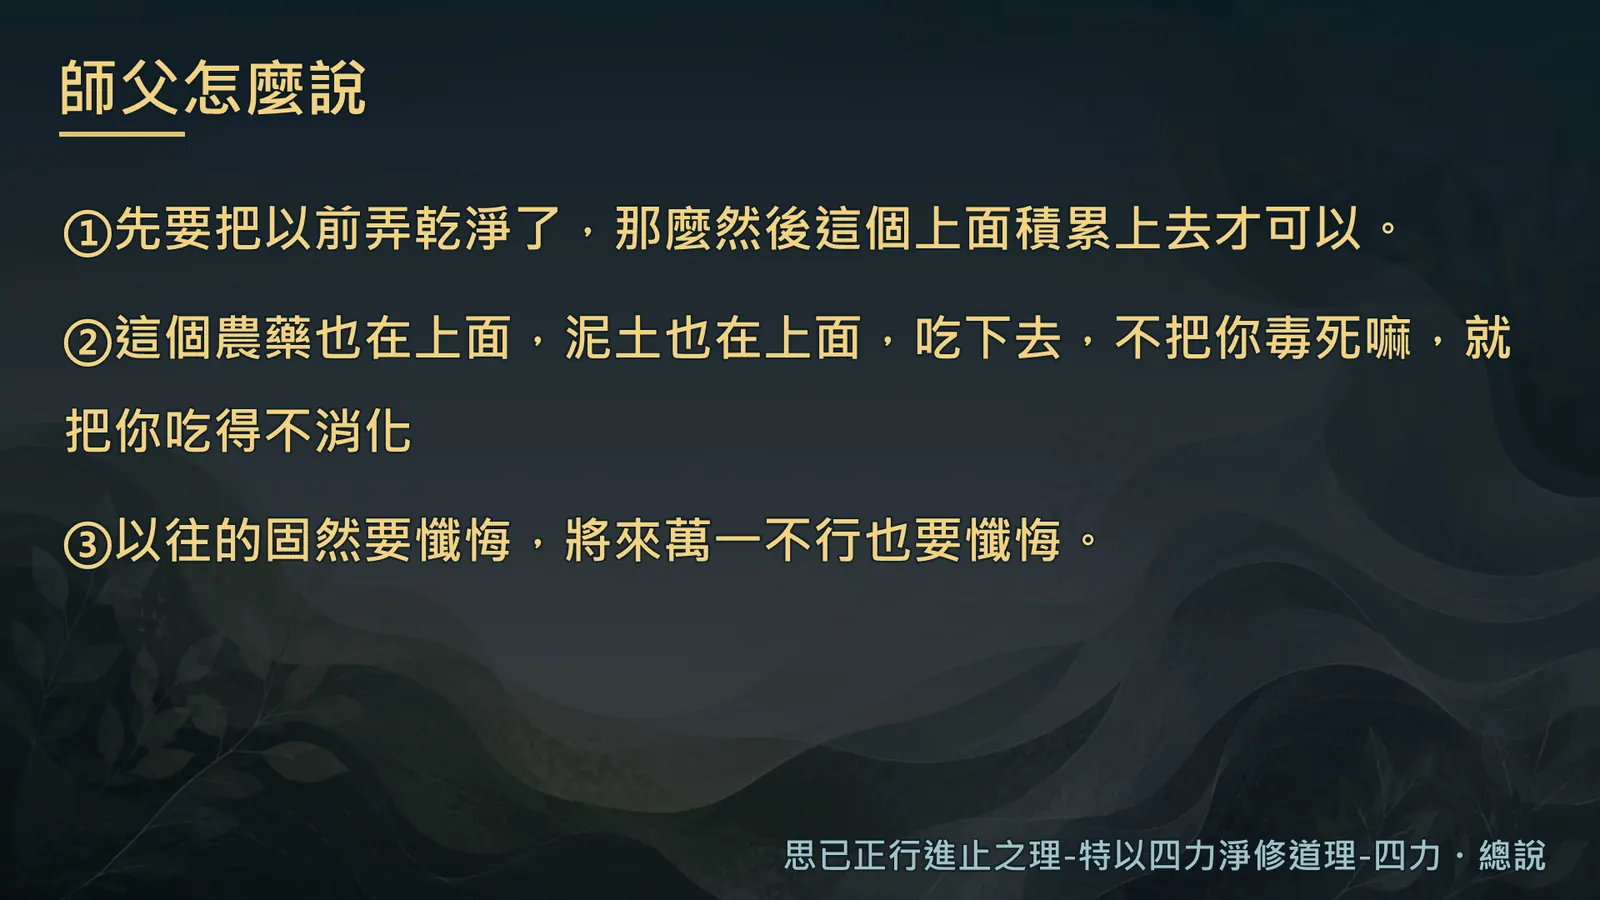 師父怎麼說
①先要把以前弄乾淨了，那麼然後這個上面積累上去才可以。
②這個農藥也在上面，泥土也在上面，吃下去，不把你毒死嘛，就
把你吃得不消化
③以往的固然要懺悔，將來萬一不行也要懺悔。
思已正行進止之理-特以四力淨修道理-四力・總說